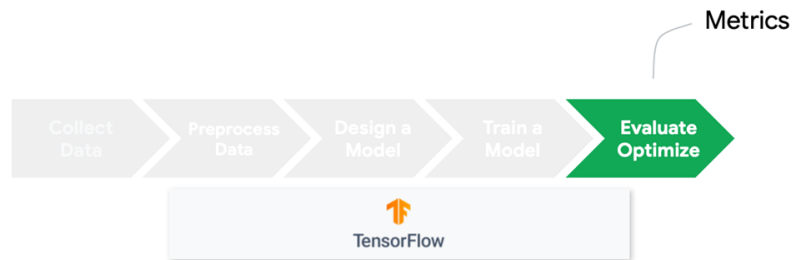 Metrics
Collect
Data
Preprocess
Data
Design a
Model
Train a
Model
Evaluate
Optimize
TensorFlow